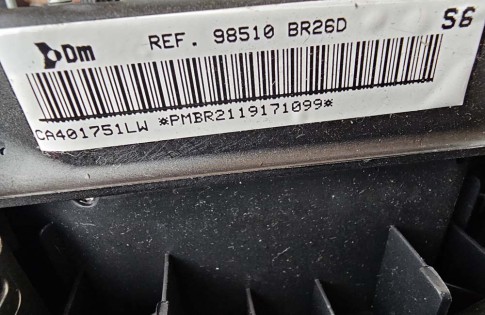 Dm REF. 98510 BR26D S6
CA401751LW *PMBR2119171099*